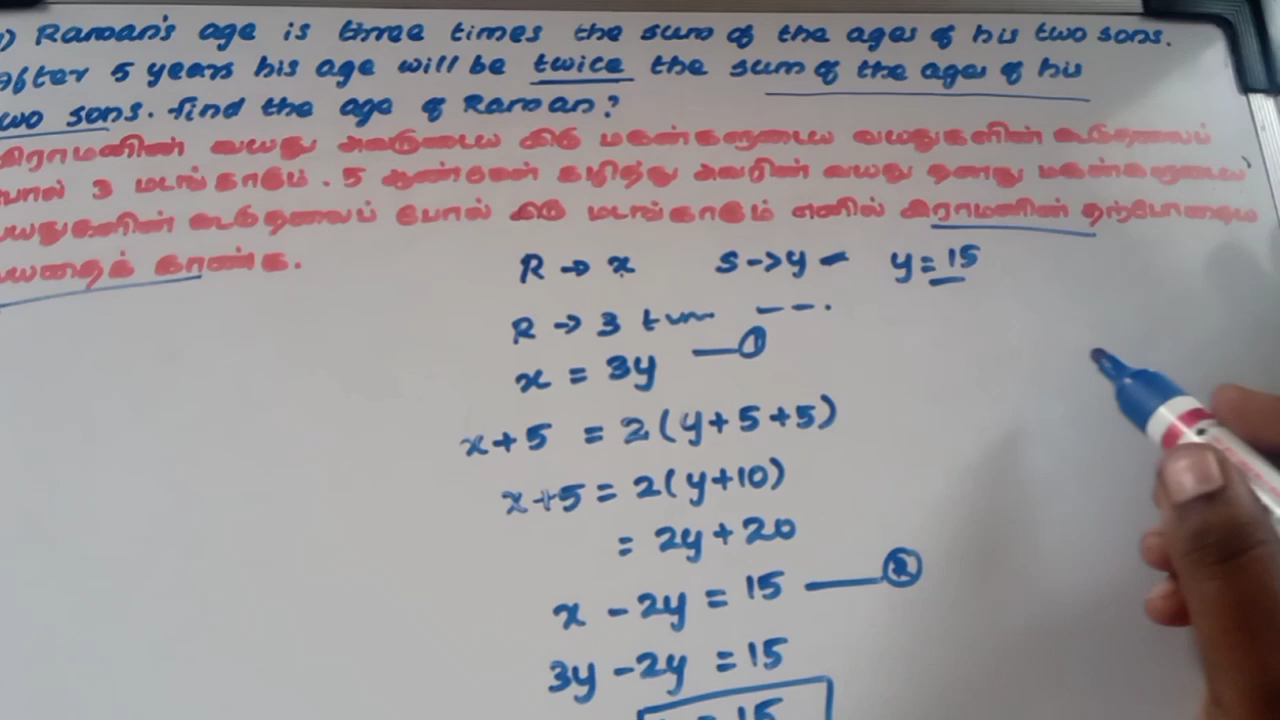 1) Raman's age is three times the sum of the ages of his two sons.
After 5 years his age will be twice the sum of the ages of his
two sons. find the age of Raman?
இராமனின் வயது அவருடைய இரு மகன்களுடைய வயதுகளின் கூடுதலைப்
போல் 3 மடங்காகும். 5 ஆண்டுகள் கழித்து அவரின் வயது தனது மகன்களுடைய
வயதுகளின் கூடுதலைப் போல் இரு மடங்காகும் எனில் இராமனின் தற்போதைய
வயதைக் காண்க.
R → x S → y y = 15
R → 3
x = 3y — ①
x + 5 = 2(y + 5 + 5)
x + 5 = 2(y + 10)
= 2y + 20
x - 2y = 15 — ②
3y - 2y = 15
= 15